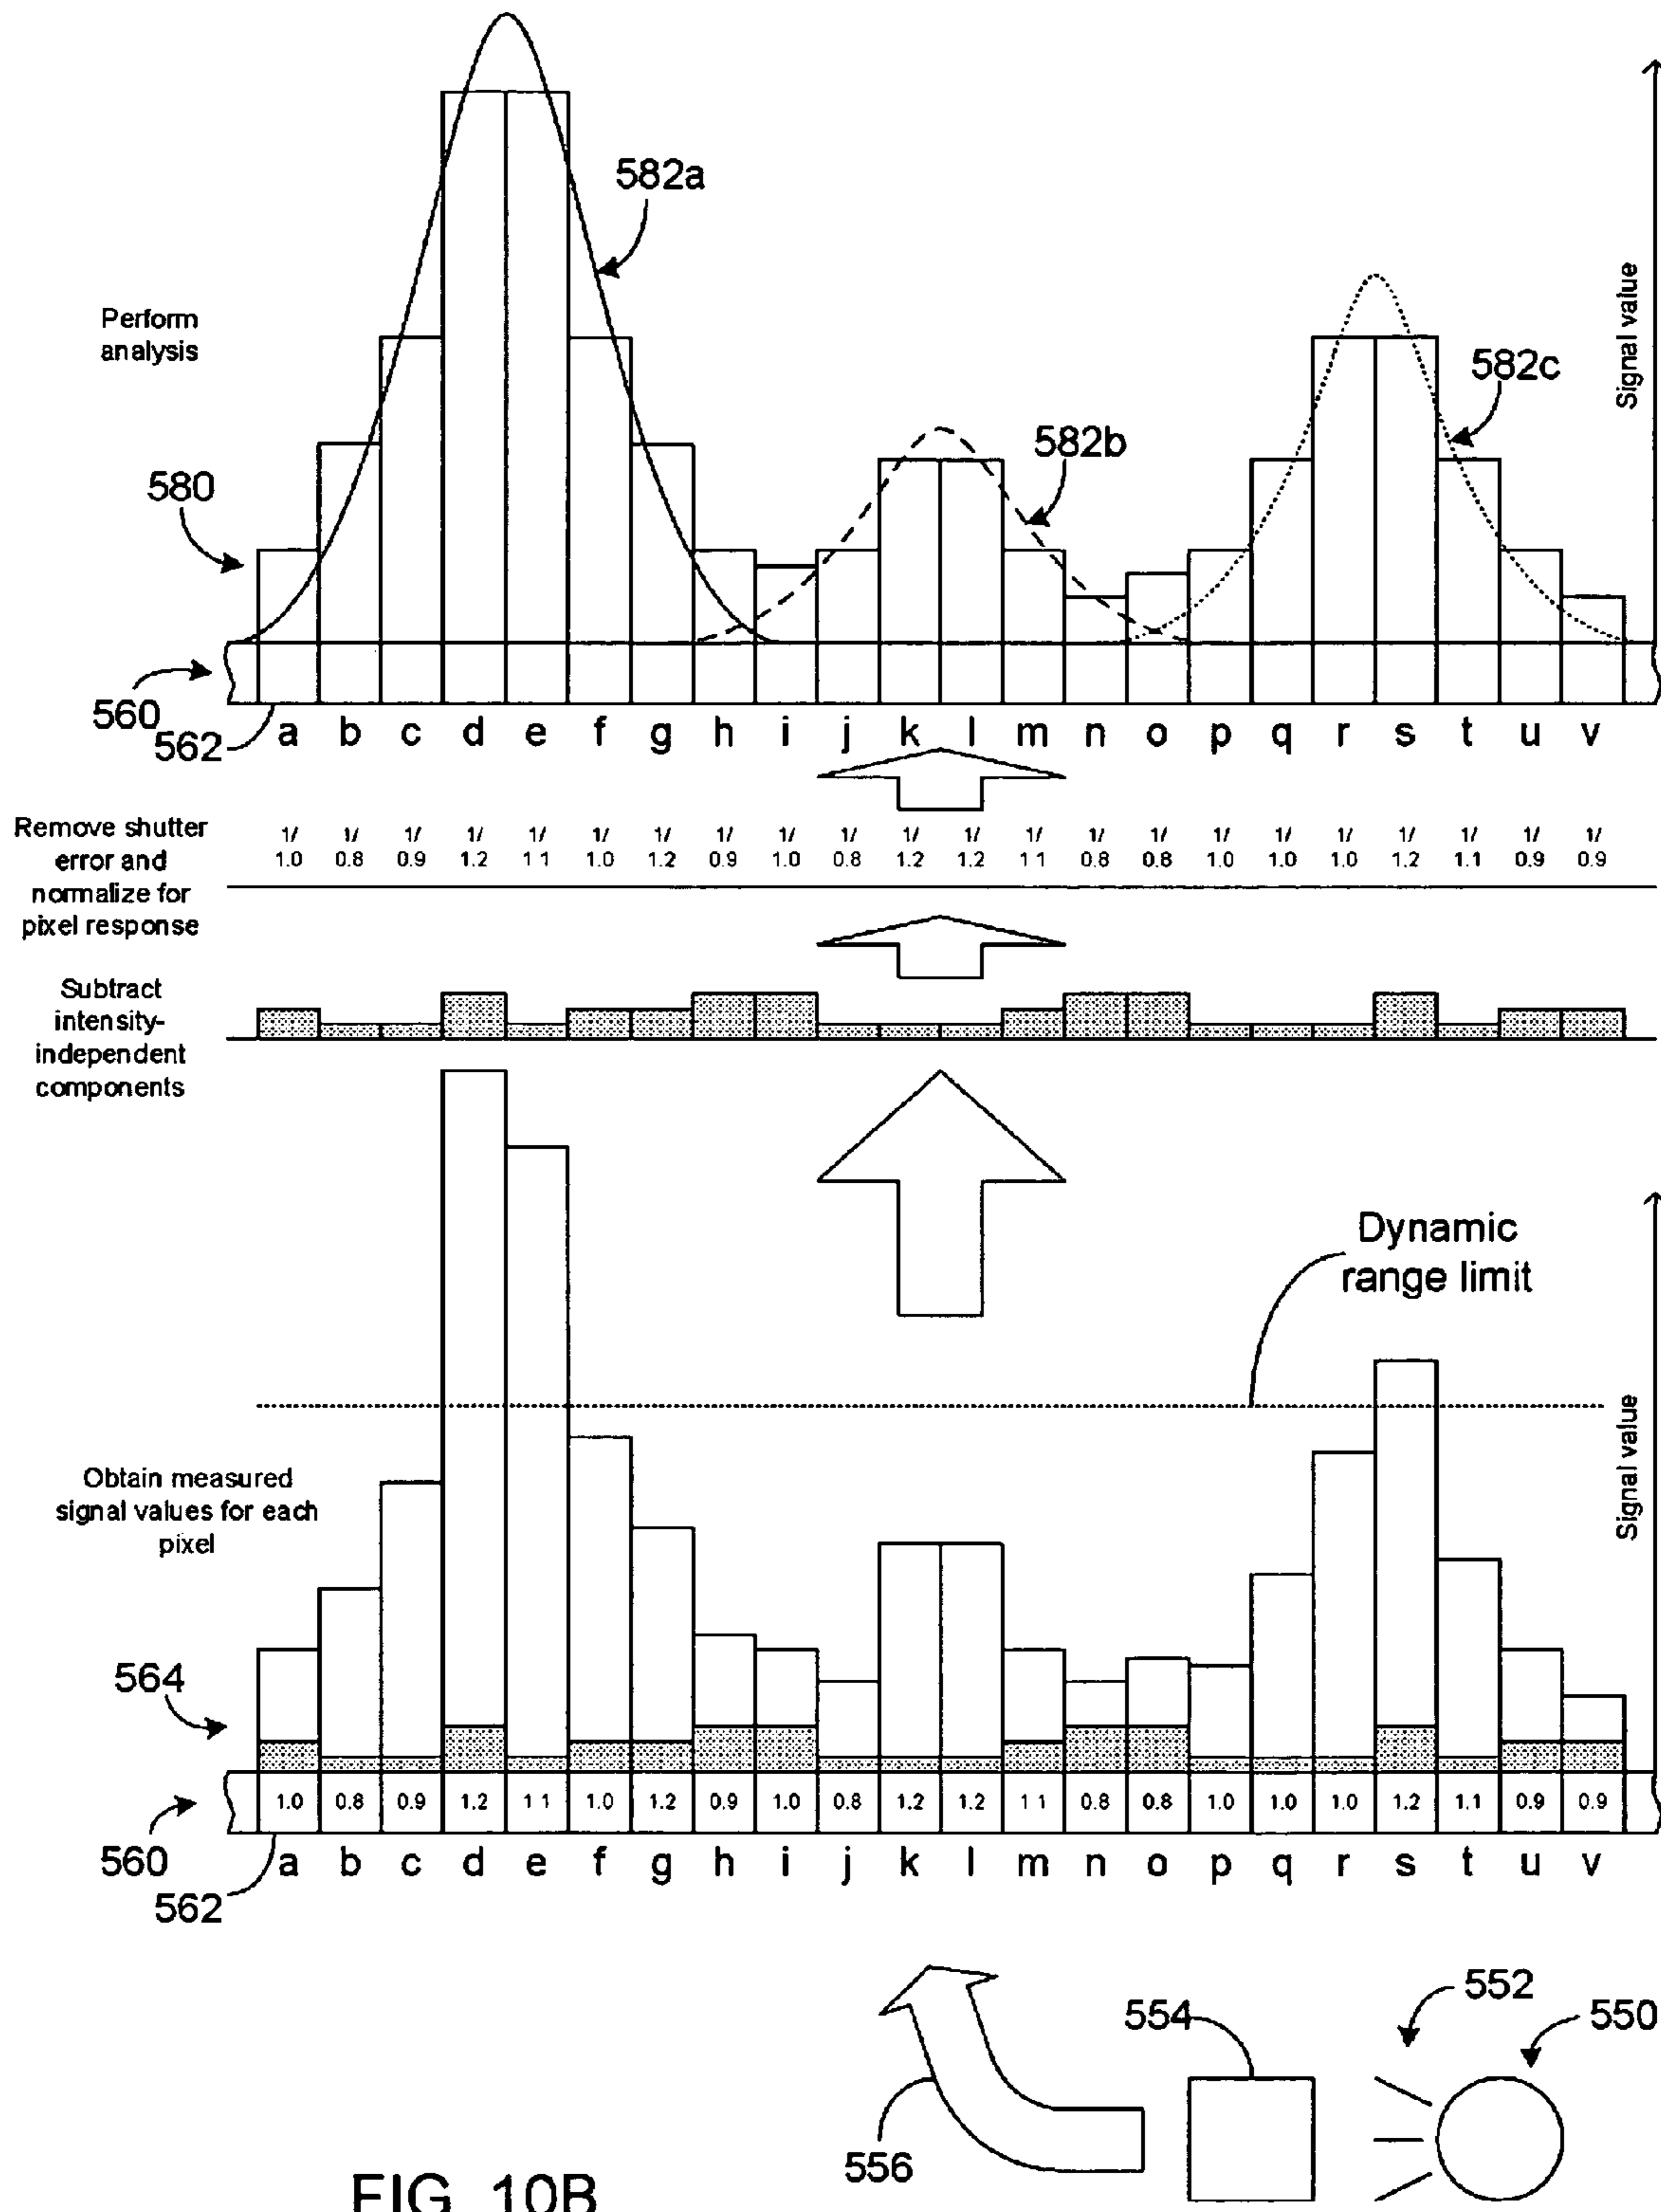 582a
Perform
analysis
Signal value
582c
582b
580
560
562
a b c d e f g h i j k l m n o p q r s t u v
Remove shutter
error and
normalize for
pixel response
1/ 1/ 1/ 1/ 1/ 1/ 1/ 1/ 1/ 1/ 1/ 1/ 1/ 1/ 1/ 1/ 1/ 1/ 1/ 1/ 1/ 1/
1.0 0.8 0.9 1.2 1 1 1.0 1.2 0.9 1.0 0.8 1.2 1.2 1 1 0.8 0.8 1.0 1.0 1.0 1.2 1.1 0.9 0.9
Subtract
intensity-
independent
components
Dynamic
range limit
Signal value
Obtain measured
signal values for each
pixel
564
1.0 0.8 0.9 1.2 1 1 1.0 1.2 0.9 1.0 0.8 1.2 1.2 1 1 0.8 0.8 1.0 1.0 1.0 1.2 1.1 0.9 0.9
560
a b c d e f g h i j k l m n o p q r s t u v
562
552
554
550
556
FIG. 10B